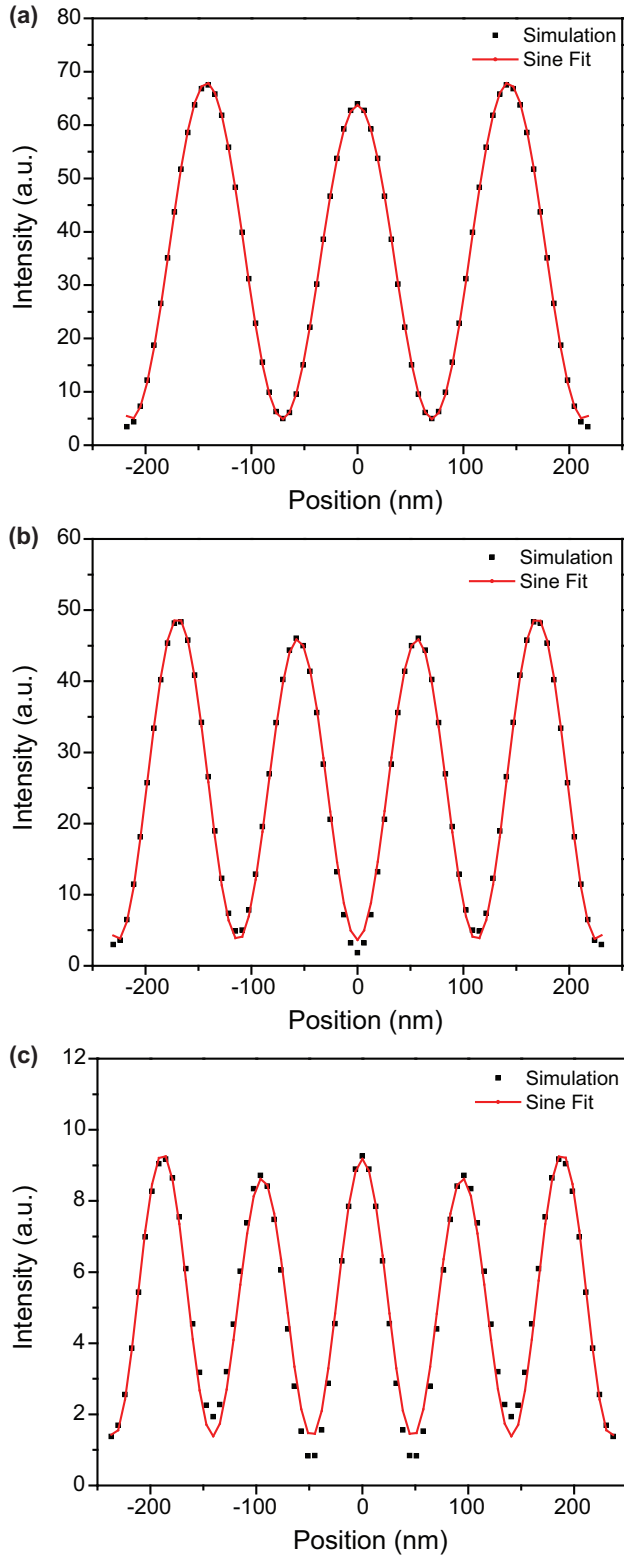 (a)
80
Simulation
Sine Fit
70
60
50
40
30
20
10
0
Intensity (a.u.)
-200 -100 0 100 200
Position (nm)
(b)
60
Simulation
Sine Fit
50
40
30
20
10
0
Intensity (a.u.)
-200 -100 0 100 200
Position (nm)
(c)
12
Simulation
Sine Fit
10
8
6
4
2
0
Intensity (a.u.)
-200 -100 0 100 200
Position (nm)